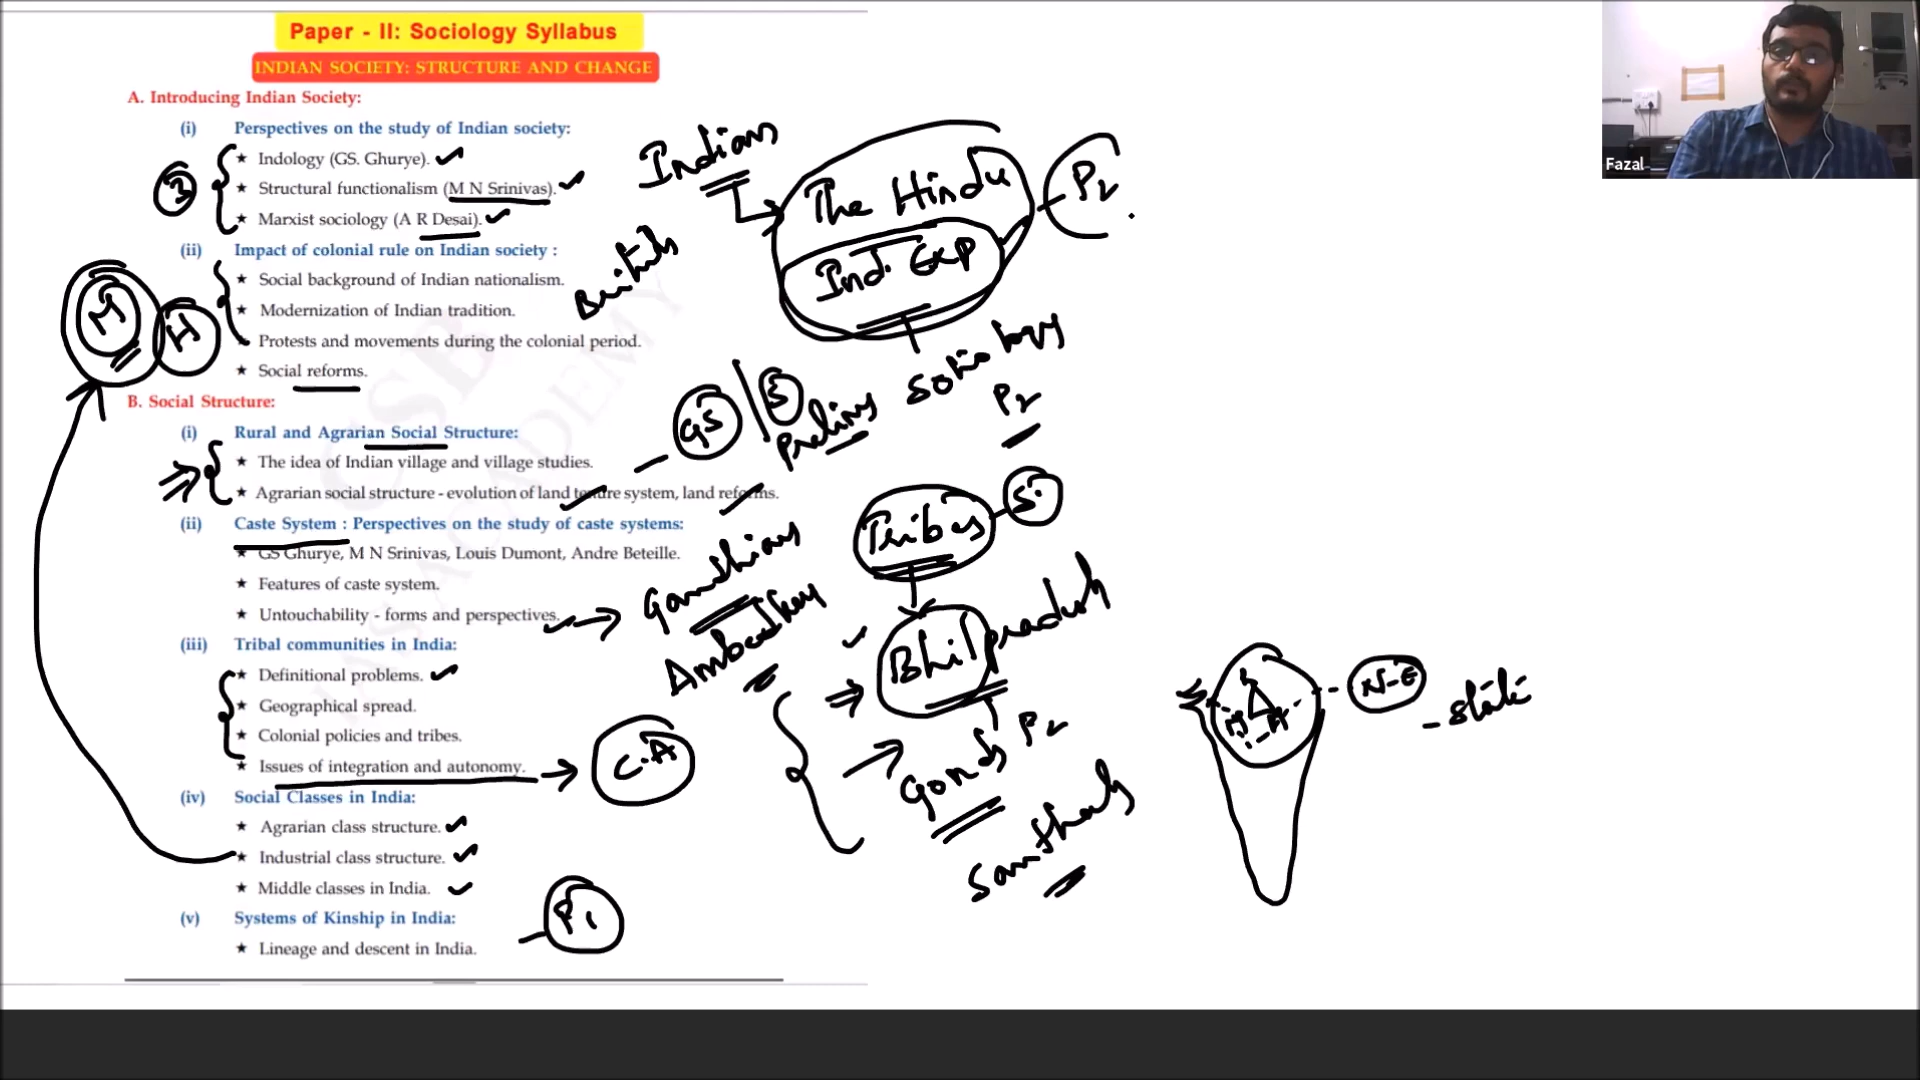 Paper - II: Sociology Syllabus
INDIAN SOCIETY: STRUCTURE AND CHANGE
A. Introducing Indian Society:
(i) Perspectives on the study of Indian society:
★ Indology (GS. Ghurye).
★ Structural functionalism (M N Srinivas).
★ Marxist sociology (A R Desai).
(ii) Impact of colonial rule on Indian society :
★ Social background of Indian nationalism.
★ Modernization of Indian tradition.
★ Protests and movements during the colonial period.
★ Social reforms.
B. Social Structure:
(i) Rural and Agrarian Social Structure:
★ The idea of Indian village and village studies.
★ Agrarian social structure - evolution of land tenure system, land reforms.
(ii) Caste System : Perspectives on the study of caste systems:
★ GS Ghurye, M N Srinivas, Louis Dumont, Andre Beteille.
★ Features of caste system.
★ Untouchability - forms and perspectives.
(iii) Tribal communities in India:
★ Definitional problems.
★ Geographical spread.
★ Colonial policies and tribes.
★ Issues of integration and autonomy.
(iv) Social Classes in India:
★ Agrarian class structure.
★ Industrial class structure.
★ Middle classes in India.
(v) Systems of Kinship in India:
★ Lineage and descent in India.
3
M
H
Indians
The Hindu
Ind. Exp
P2
GS
S
Prelims
Sociology
P2
Tribes
S.
Bhil pradesh
P2
Gonds
Santhals
C.A
P1
N-E
- state
Fazal
CSB
IAS ACADEMY